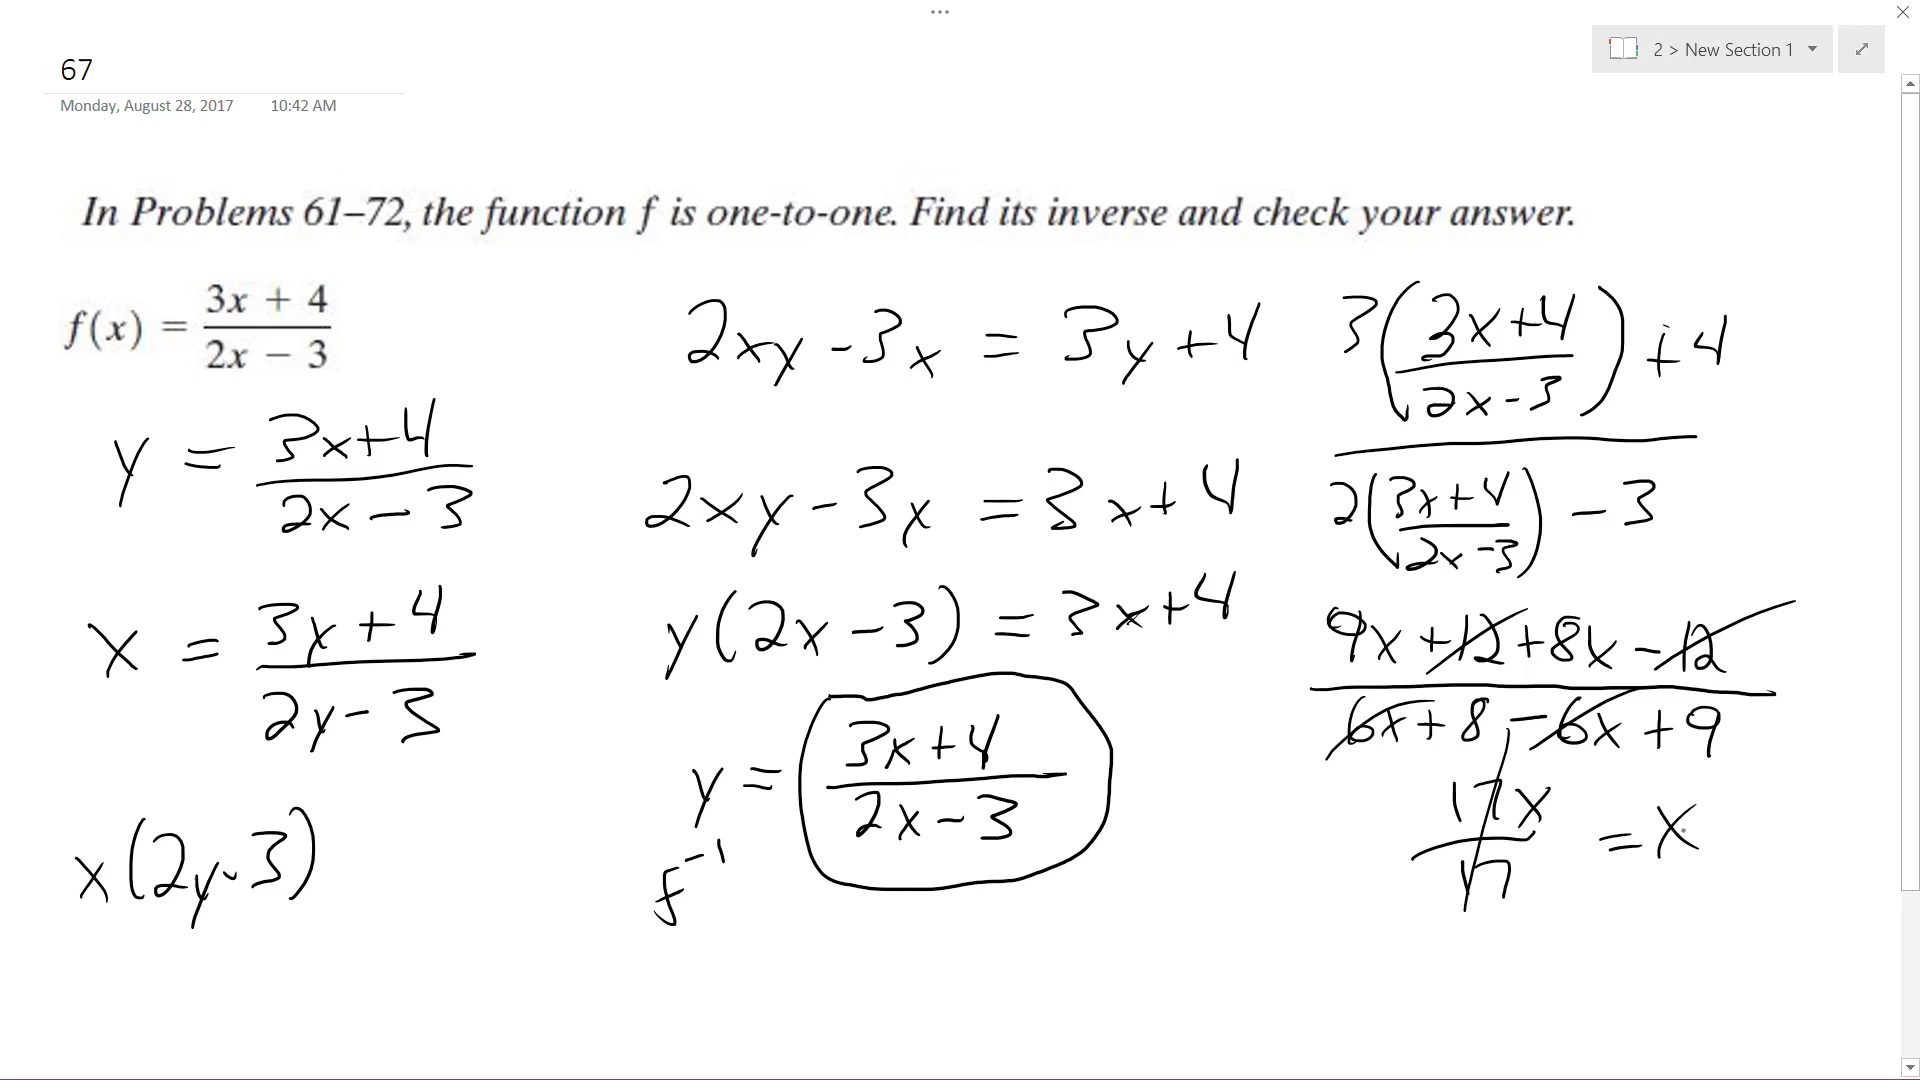 ...
2 > New Section 1
67
Monday, August 28, 2017 10:42 AM
In Problems 61–72, the function f is one-to-one. Find its inverse and check your answer.
f(x) = (3x + 4)/(2x − 3)
y = (3x+4)/(2x−3)
x = (3x+4)/(2y−3)
x(2y-3)
2xy −3x = 3y+4
2xy −3x = 3x+4
y(2x −3) = 3x+4
y = (3x+4)/(2x−3)
f⁻¹
(3((3x+4)/(2x−3)) +4)/(2((3x+4)/(2x−3)) − 3)
(9x+12+8x−12)/(6x+8−6x+9)
17x/17 = x